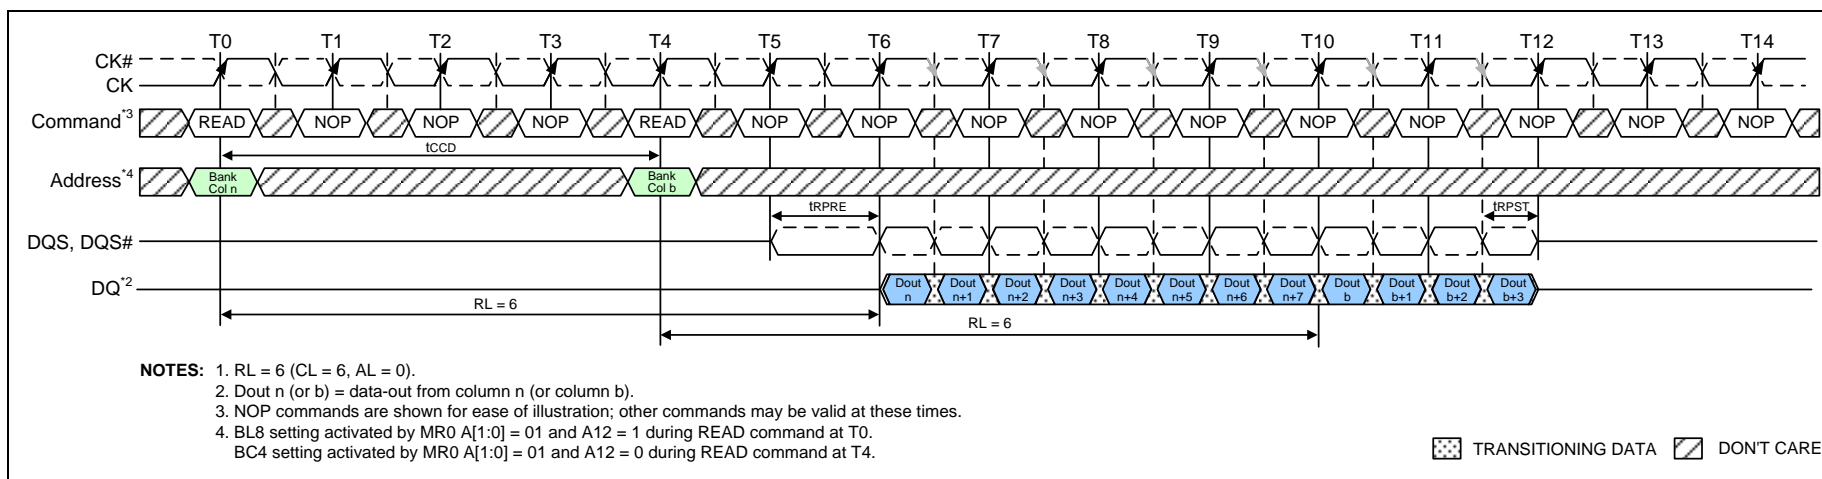 T0 T1 T2 T3 T4 T5 T6 T7 T8 T9 T10 T11 T12 T13 T14
CK#
CK
Command*3 READ NOP NOP NOP READ NOP NOP NOP NOP NOP NOP NOP NOP NOP NOP
tCCD
Address*4 Bank Col n Bank Col b
tRPRE tRPST
DQS, DQS#
DQ*2 Dout n Dout n+1 Dout n+2 Dout n+3 Dout n+4 Dout n+5 Dout n+6 Dout n+7 Dout b Dout b+1 Dout b+2 Dout b+3
RL = 6
RL = 6
NOTES: 1. RL = 6 (CL = 6, AL = 0).
2. Dout n (or b) = data-out from column n (or column b).
3. NOP commands are shown for ease of illustration; other commands may be valid at these times.
4. BL8 setting activated by MR0 A[1:0] = 01 and A12 = 1 during READ command at T0.
BC4 setting activated by MR0 A[1:0] = 01 and A12 = 0 during READ command at T4.
TRANSITIONING DATA DON'T CARE